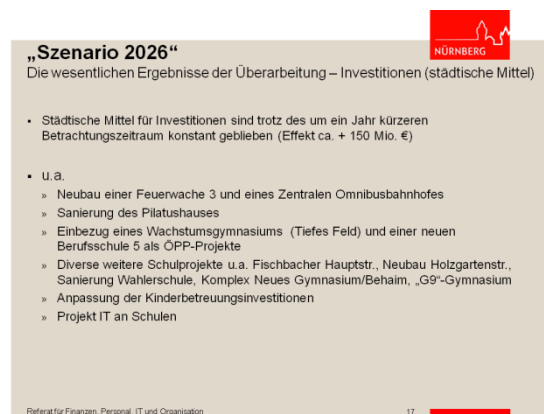 NÜRNBERG
„Szenario 2026“
Die wesentlichen Ergebnisse der Überarbeitung – Investitionen (städtische Mittel)
▪ Städtische Mittel für Investitionen sind trotz des um ein Jahr kürzeren
Betrachtungszeitraum konstant geblieben (Effekt ca. + 150 Mio. €)
▪ u.a.
» Neubau einer Feuerwache 3 und eines Zentralen Omnibusbahnhofes
» Sanierung des Pilatushauses
» Einbezug eines Wachstumsgymnasiums (Tiefes Feld) und einer neuen
Berufsschule 5 als ÖPP-Projekte
» Diverse weitere Schulprojekte u.a. Fischbacher Hauptstr., Neubau Holzgartenstr.,
Sanierung Wahlerschule, Komplex Neues Gymnasium/Behaim, „G9“-Gymnasium
» Anpassung der Kinderbetreuungsinvestitionen
» Projekt IT an Schulen
Referat für Finanzen, Personal, IT und Organisation 17